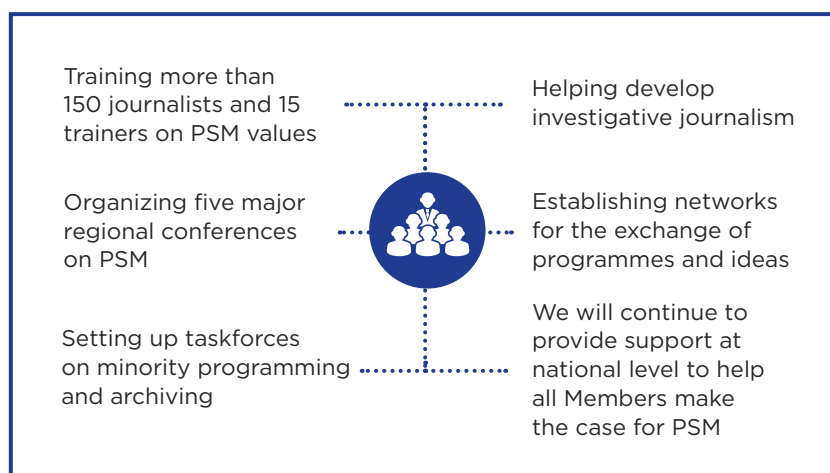 Training more than
150 journalists and 15
trainers on PSM values
Helping develop
investigative journalism
Organizing five major
regional conferences
on PSM
Establishing networks
for the exchange of
programmes and ideas
Setting up taskforces
on minority programming
and archiving
We will continue to
provide support at
national level to help
all Members make
the case for PSM